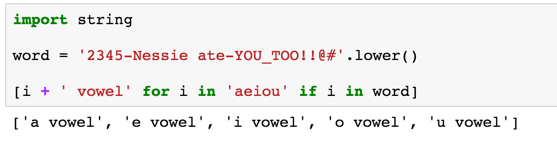 import string
word = '2345-Nessie ate-YOU_TOO!!@#'.lower()
[i + ' vowel' for i in 'aeiou' if i in word]
['a vowel', 'e vowel', 'i vowel', 'o vowel', 'u vowel']